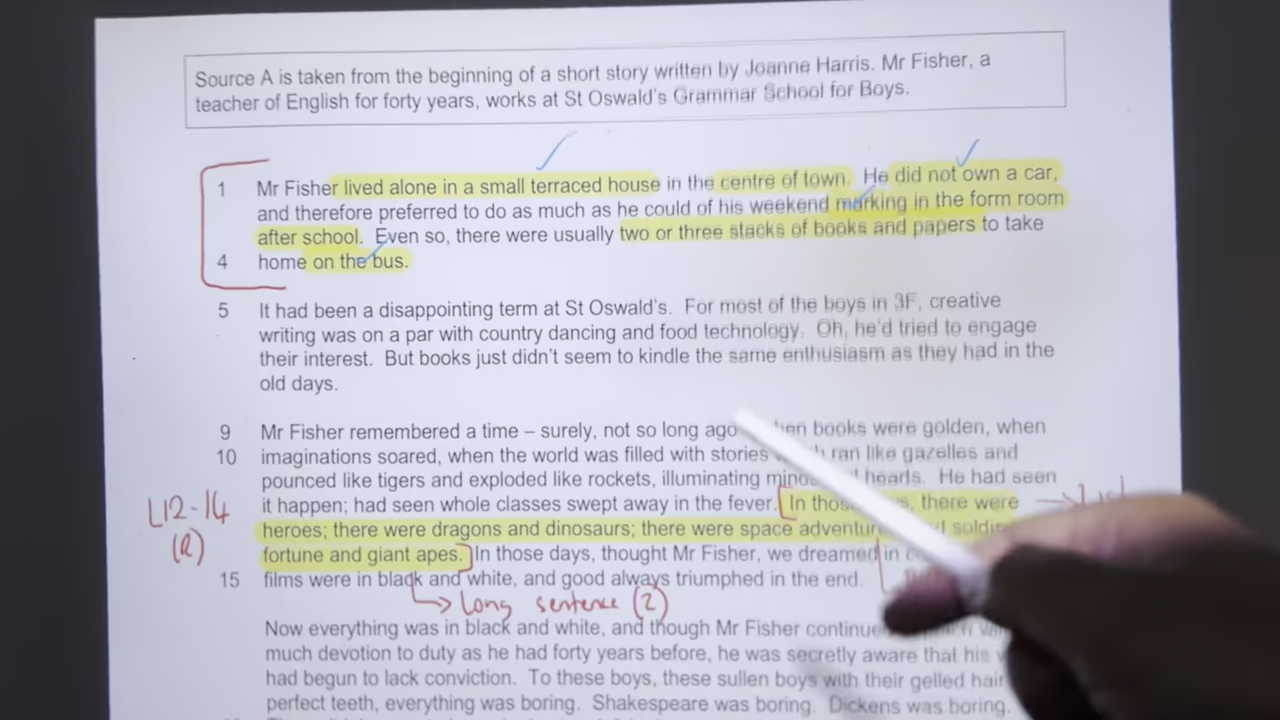 Source A is taken from the beginning of a short story written by Joanne Harris. Mr Fisher, a
teacher of English for forty years, works at St Oswald's Grammar School for Boys.
1 Mr Fisher lived alone in a small terraced house in the centre of town. He did not own a car,
and therefore preferred to do as much as he could of his weekend marking in the form room
after school. Even so, there were usually two or three stacks of books and papers to take
4 home on the bus.
5 It had been a disappointing term at St Oswald's. For most of the boys in 3F, creative
writing was on a par with country dancing and food technology. Oh, he'd tried to engage
their interest. But books just didn't seem to kindle the same enthusiasm as they had in the
old days.
9 Mr Fisher remembered a time – surely, not so long ago books were golden, when
10 imaginations soared, when the world was filled with stories ran like gazelles and
pounced like tigers and exploded like rockets, illuminating hearts. He had seen
it happen; had seen whole classes swept away in the fever. In there were
L12-14
(R)
heroes; there were dragons and dinosaurs; there were space
fortune and giant apes. In those days, thought Mr Fisher, we dreamed in
15 films were in black and white, and good always triumphed in the end.
→ Long sentence (2)
Now everything was in black and white, and though Mr Fisher
much devotion to duty as he had forty years before, he was secretly aware that his
had begun to lack conviction. To these boys, these sullen boys with their gelled hair
perfect teeth, everything was boring. Shakespeare was boring. Dickens was boring.